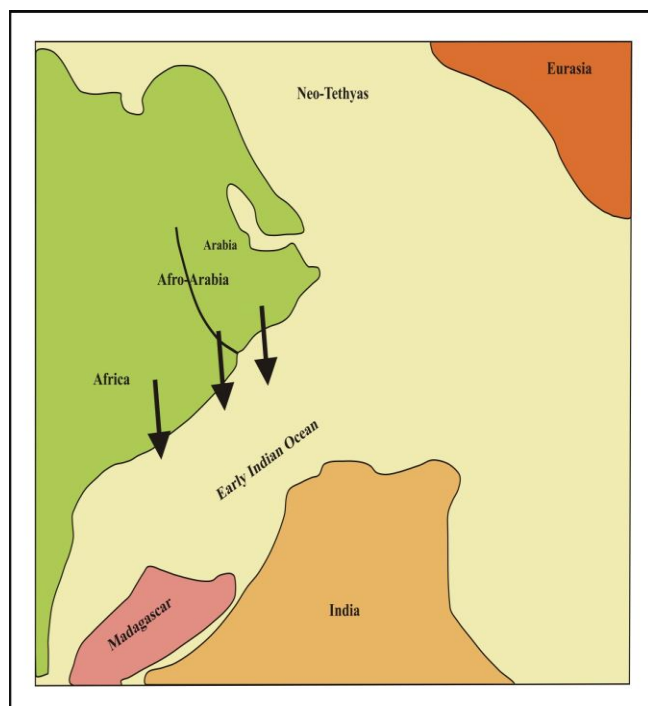 Eurasia
Neo-Tethyas
Arabia
Afro-Arabia
Africa
Early Indian Ocean
Madagascar
India